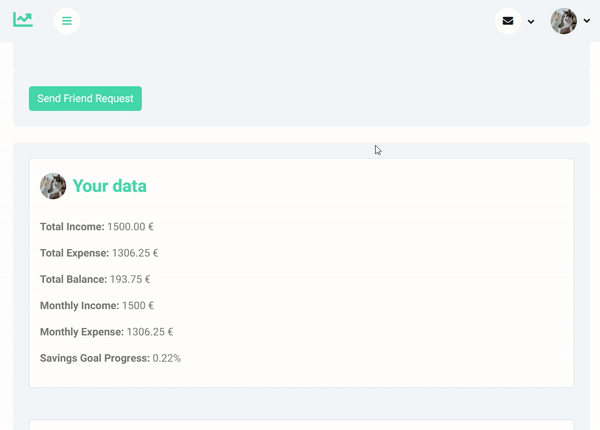 Send Friend Request
Your data
Total Income: 1500.00 €
Total Expense: 1306.25 €
Total Balance: 193.75 €
Monthly Income: 1500 €
Monthly Expense: 1306.25 €
Savings Goal Progress: 0.22%